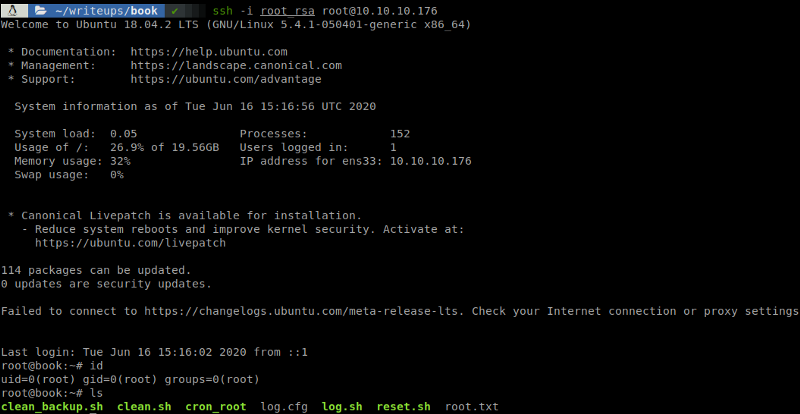 ~/writeups/book ✔ ssh -i root_rsa root@10.10.10.176
Welcome to Ubuntu 18.04.2 LTS (GNU/Linux 5.4.1-050401-generic x86_64)
* Documentation: https://help.ubuntu.com
* Management: https://landscape.canonical.com
* Support: https://ubuntu.com/advantage
System information as of Tue Jun 16 15:16:56 UTC 2020
System load: 0.05 Processes: 152
Usage of /: 26.9% of 19.56GB Users logged in: 1
Memory usage: 32% IP address for ens33: 10.10.10.176
Swap usage: 0%
* Canonical Livepatch is available for installation.
- Reduce system reboots and improve kernel security. Activate at:
https://ubuntu.com/livepatch
114 packages can be updated.
0 updates are security updates.
Failed to connect to https://changelogs.ubuntu.com/meta-release-lts. Check your Internet connection or proxy settings
Last login: Tue Jun 16 15:16:02 2020 from ::1
root@book:~# id
uid=0(root) gid=0(root) groups=0(root)
root@book:~# ls
clean_backup.sh clean.sh cron_root log.cfg log.sh reset.sh root.txt